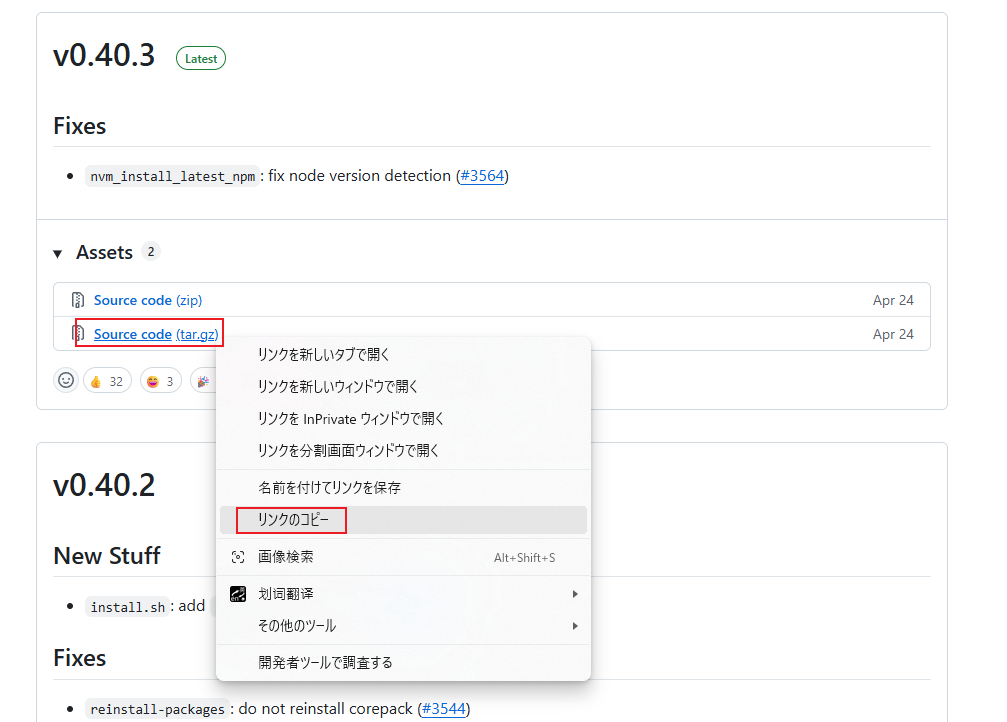 v0.40.3 Latest
Fixes
nvm_install_latest_npm : fix node version detection (#3564)
Assets 2
Source code (zip) Apr 24
Source code (tar.gz) Apr 24
32 3
リンクを新しいタブで開く
リンクを新しいウィンドウで開く
リンクを InPrivate ウィンドウで開く
リンクを分割画面ウィンドウで開く
名前を付けてリンクを保存
リンクのコピー
画像検索 Alt+Shift+S
划词翻译
その他のツール
開発者ツールで調査する
v0.40.2
New Stuff
install.sh : add
Fixes
reinstall-packages : do not reinstall corepack (#3544)